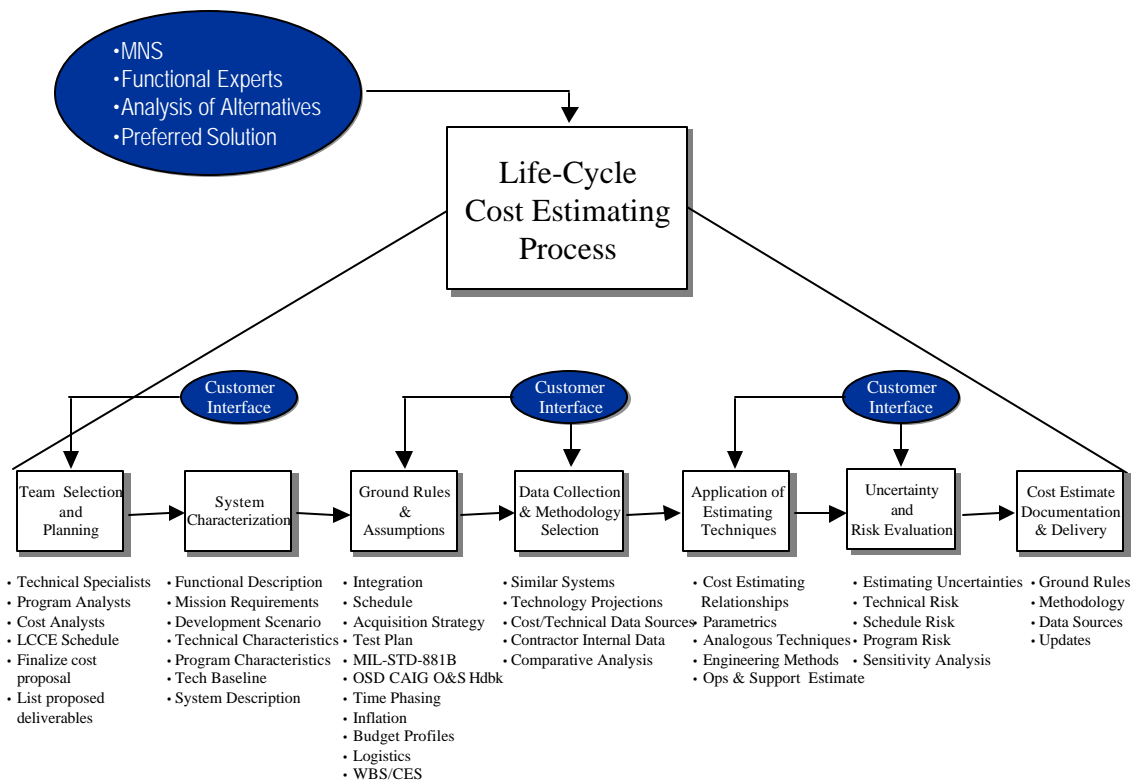 •MNS
•Functional Experts
•Analysis of Alternatives
•Preferred Solution
Life-Cycle
Cost Estimating
Process
Customer
Interface
Customer
Interface
Customer
Interface
Team Selection
and
Planning
System
Characterization
Ground Rules
&
Assumptions
Data Collection
& Methodology
Selection
Application of
Estimating
Techniques
Uncertainty
and
Risk Evaluation
Cost Estimate
Documentation
& Delivery
• Technical Specialists
• Program Analysts
• Cost Analysts
• LCCE Schedule
• Finalize cost
proposal
• List proposed
deliverables
• Functional Description
• Mission Requirements
• Development Scenario
• Technical Characteristics
• Program Characteristics
• Tech Baseline
• System Description
• Integration
• Schedule
• Acquisition Strategy
• Test Plan
• MIL-STD-881B
• OSD CAIG O&S Hdbk
• Time Phasing
• Inflation
• Budget Profiles
• Logistics
• WBS/CES
• Similar Systems
• Technology Projections
• Cost/Technical Data Sources
• Contractor Internal Data
• Comparative Analysis
• Cost Estimating
Relationships
• Parametrics
• Analogous Techniques
• Engineering Methods
• Ops & Support Estimate
• Estimating Uncertainties
• Technical Risk
• Schedule Risk
• Program Risk
• Sensitivity Analysis
• Ground Rules
• Methodology
• Data Sources
• Updates